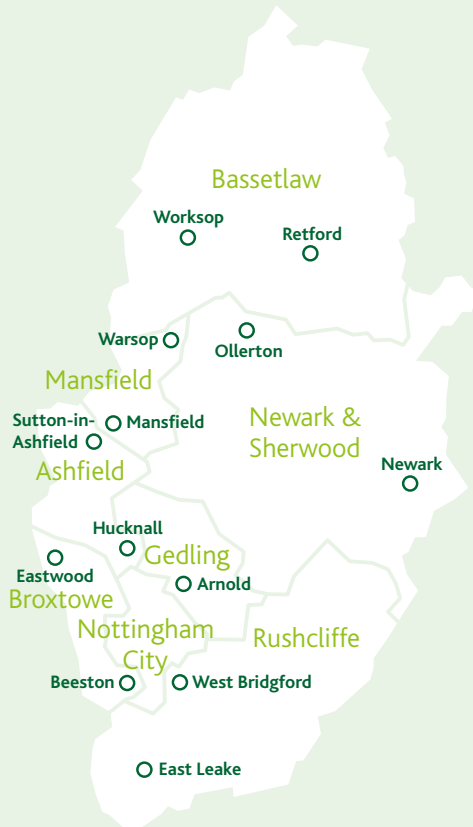 Bassetlaw
Worksop
Retford
Warsop
Ollerton
Mansfield
Sutton-in-
Ashfield
Mansfield
Newark &
Sherwood
Ashfield
Newark
Hucknall
Gedling
Eastwood
Arnold
Broxtowe
Nottingham
City
Rushcliffe
Beeston
West Bridgford
East Leake